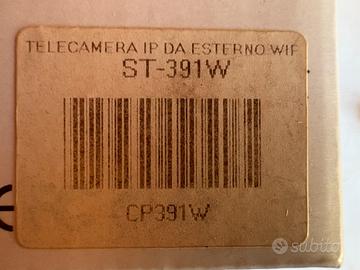 TELECAMERA IP DA ESTERNO WIF
ST-391W
CP391W
subito